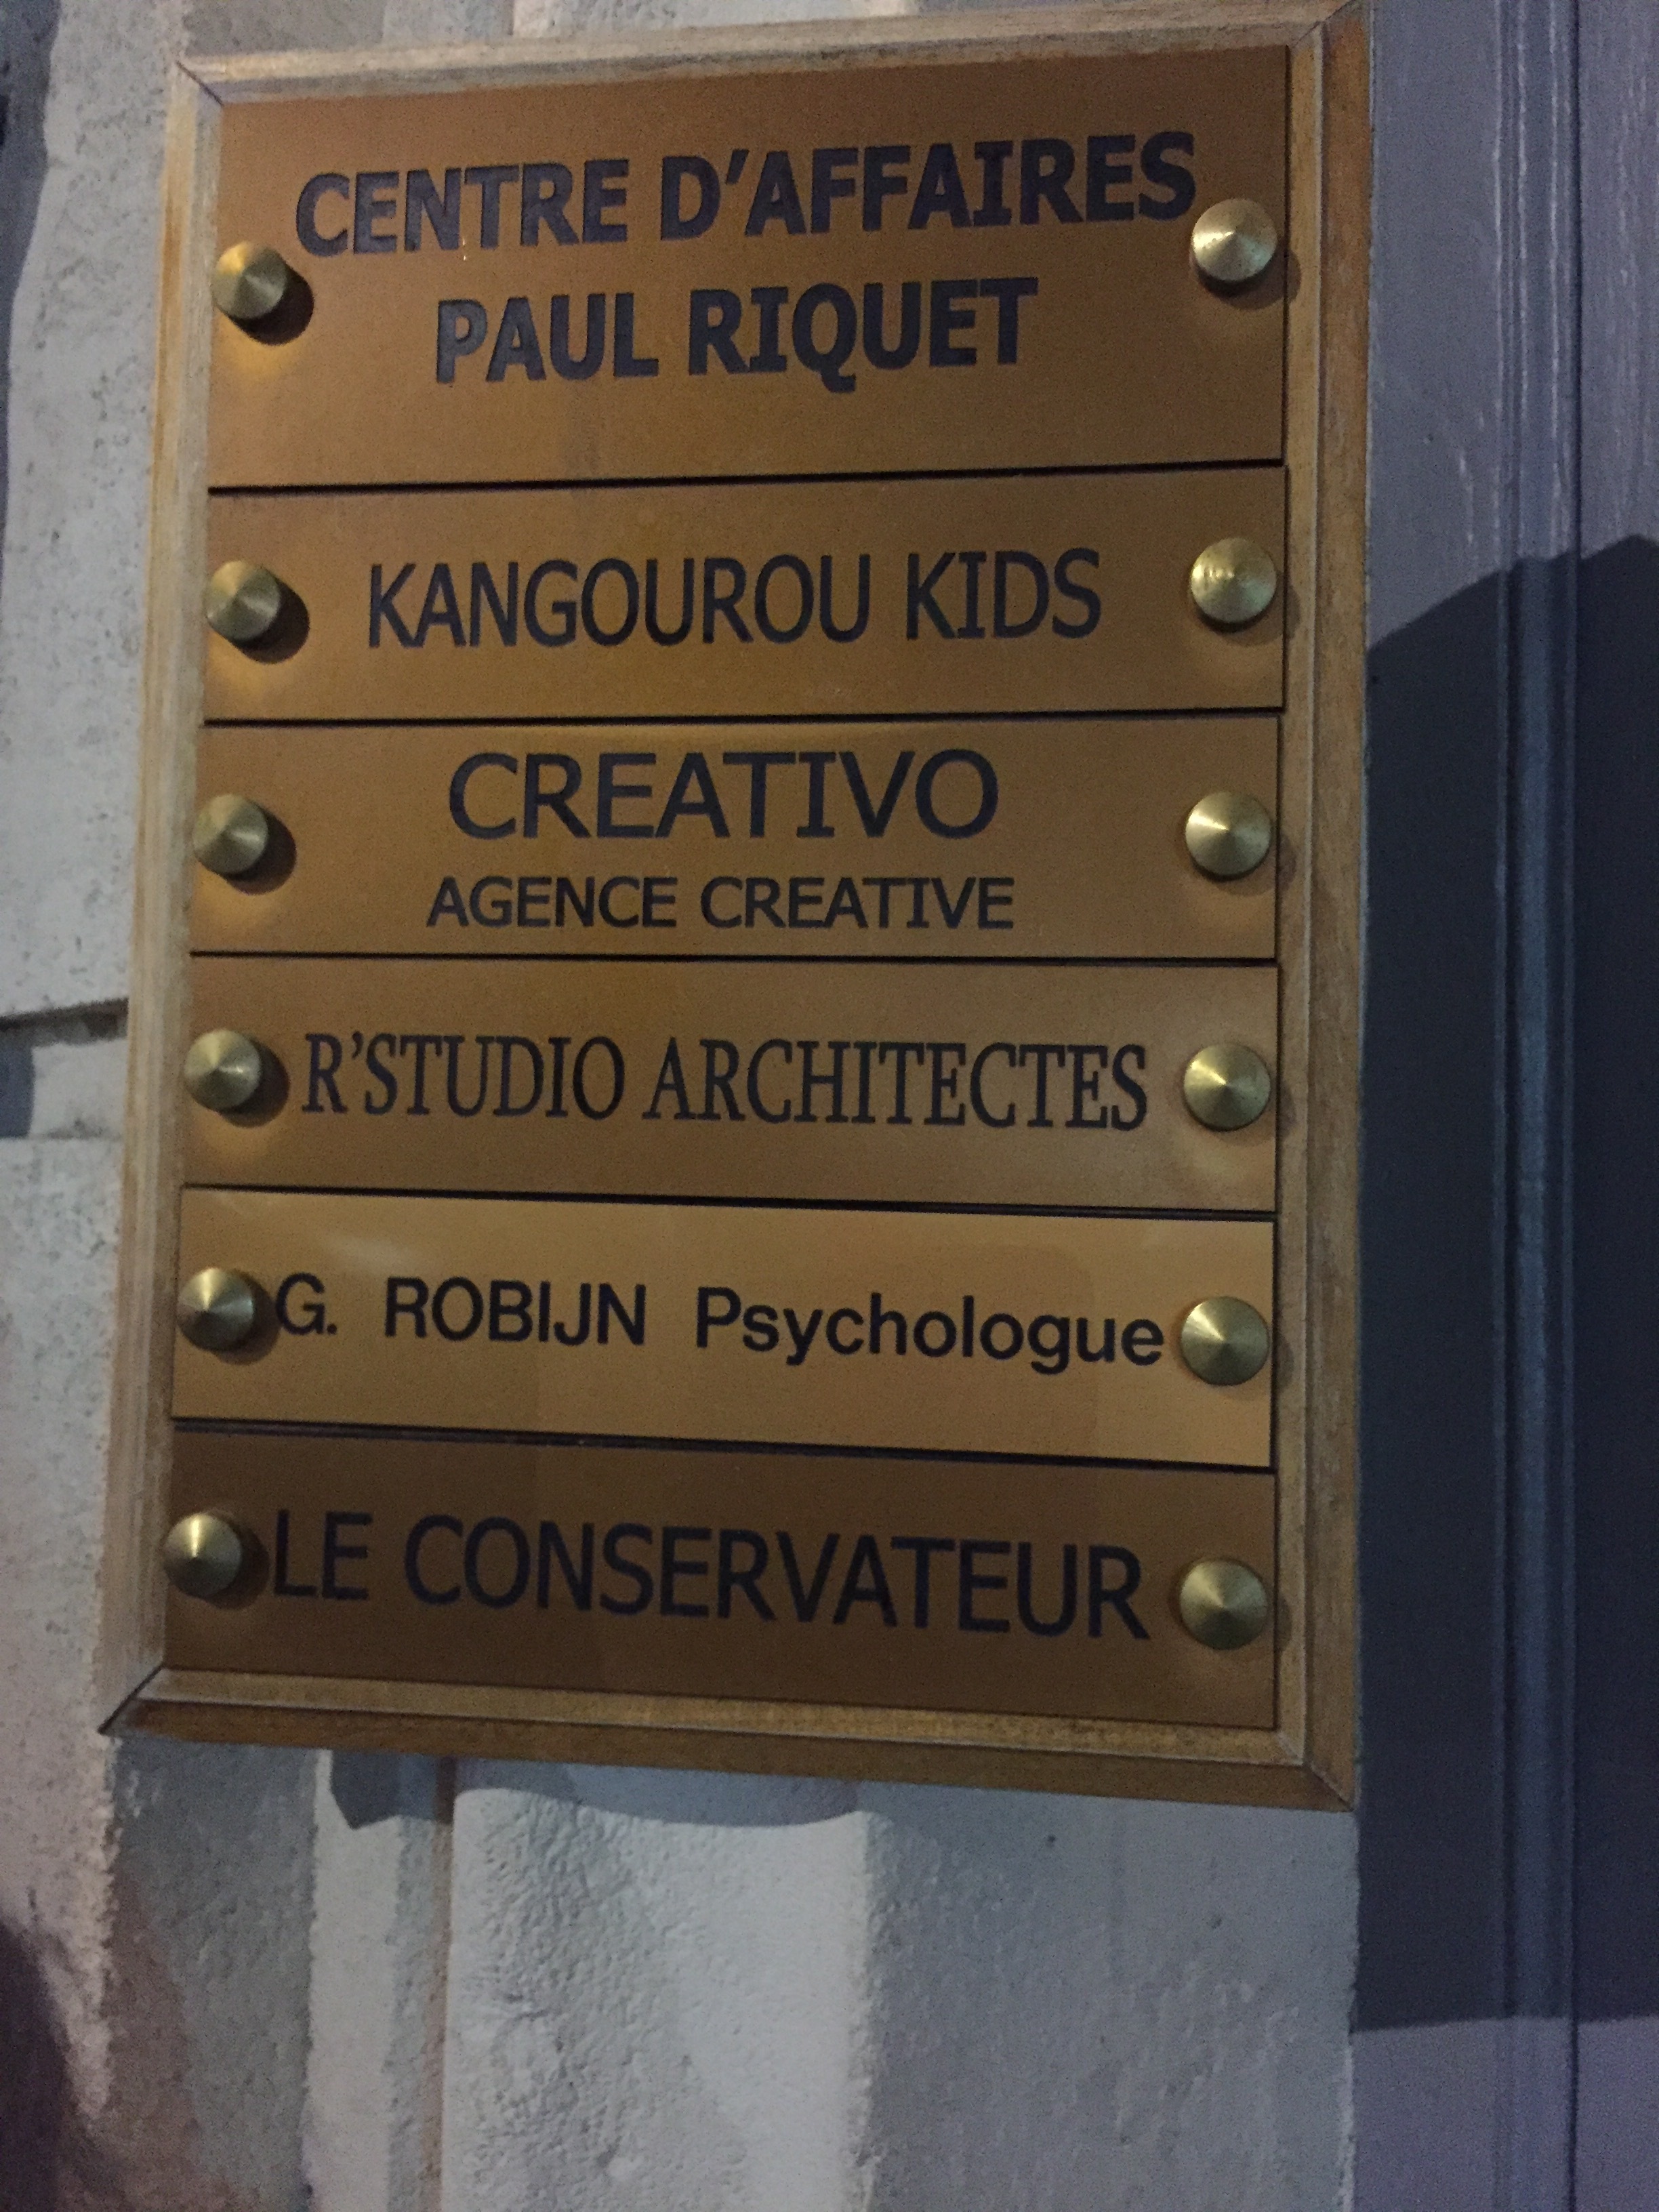 CENTRE D'AFFAIRES
PAUL RIQUET
KANGOUROU KIDS
CREATIVO
AGENCE CREATIVE
R'STUDIO ARCHITECTES
G. ROBIJN Psychologue
LE CONSERVATEUR